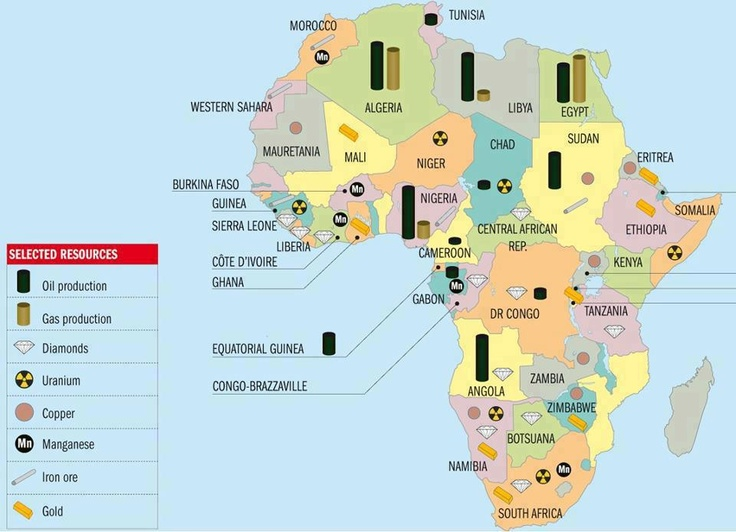 TUNISIA
MOROCCO
Mn
ALGERIA
LIBYA
EGYPT
WESTERN SAHARA
MAURETANIA
MALI
NIGER
CHAD
SUDAN
ERITREA
BURKINA FASO
Mn
GUINEA
NIGERIA
SIERRA LEONE
Mn
LIBERIA
CENTRAL AFRICAN
REP.
ETHIOPIA
SOMALIA
CAMEROON
CÔTE D'IVOIRE
GHANA
GABON
Mn
KENYA
DR CONGO
TANZANIA
EQUATORIAL GUINEA
CONGO-BRAZZAVILLE
ANGOLA
ZAMBIA
ZIMBABWE
BOTSUANA
NAMIBIA
Mn
SOUTH AFRICA
SELECTED RESOURCES
Oil production
Gas production
Diamonds
Uranium
Copper
Mn Manganese
Iron ore
Gold